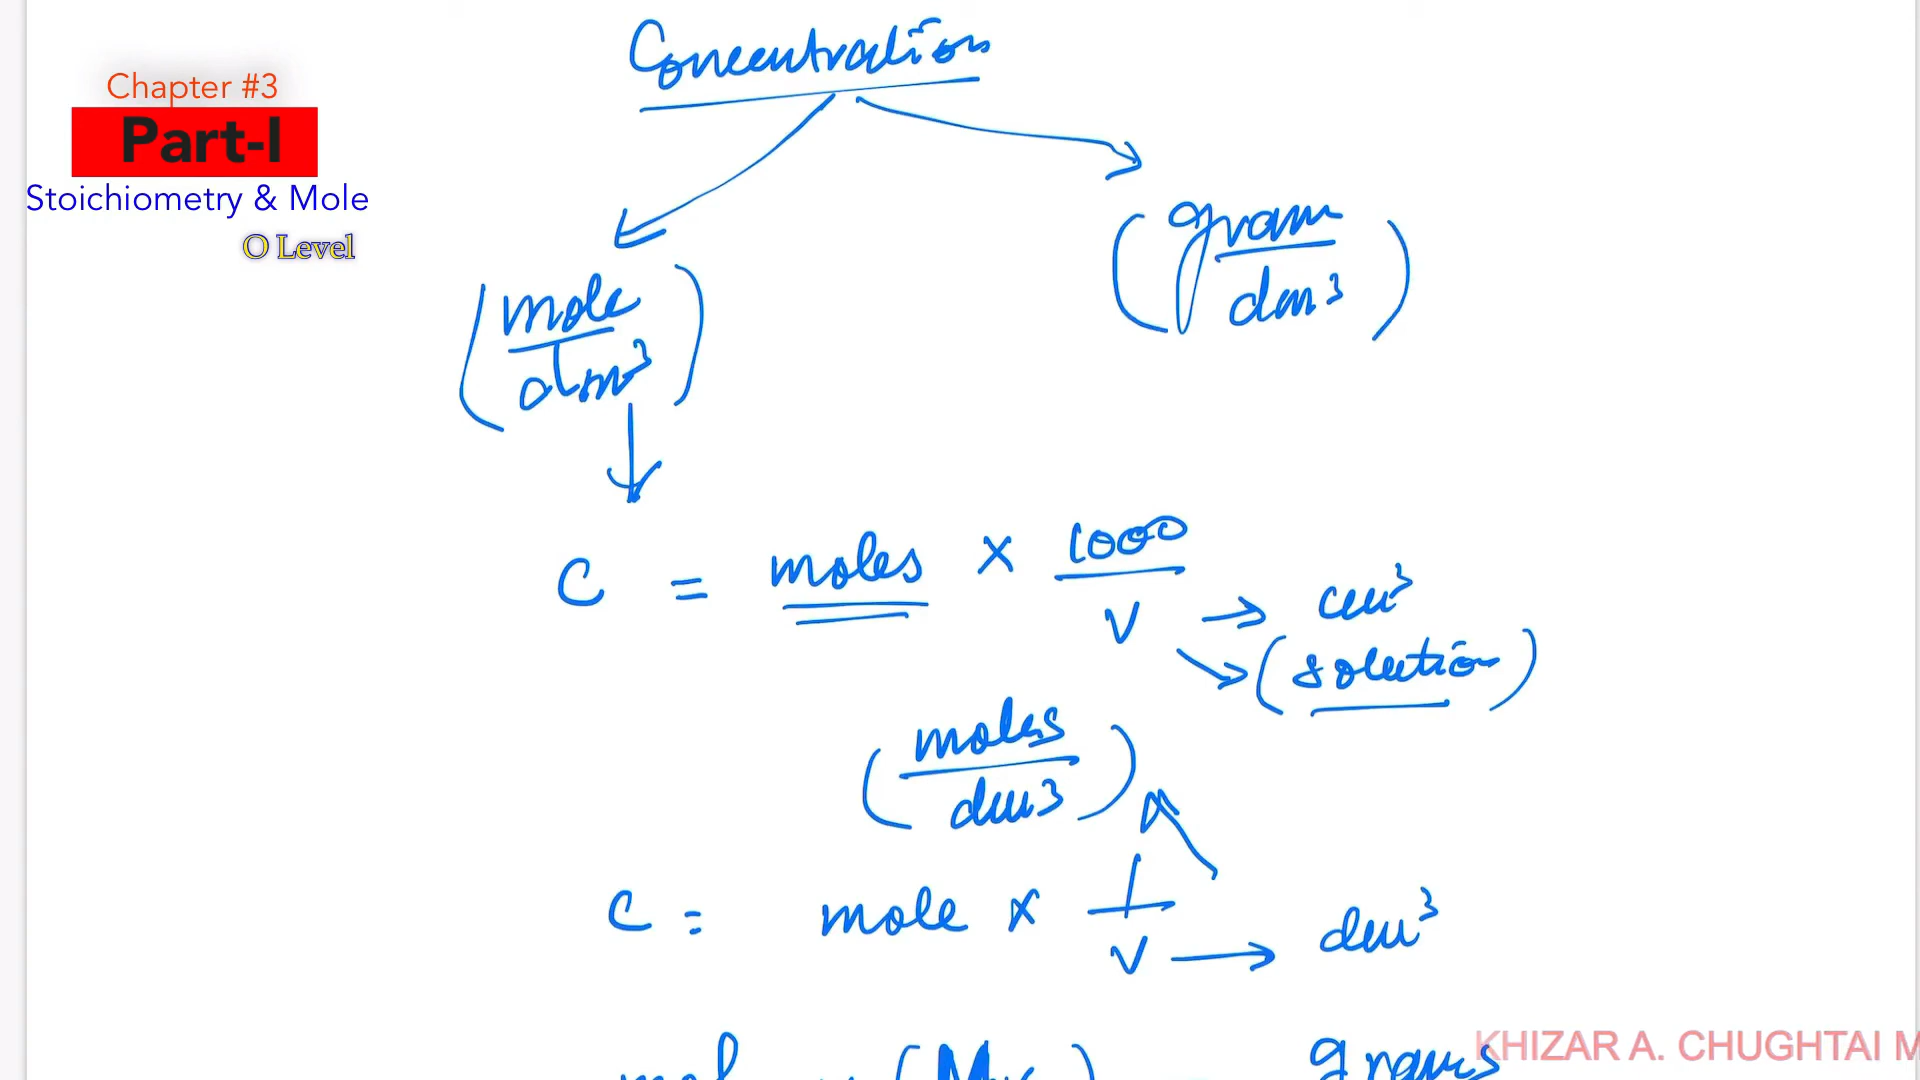 Concentration
Chapter #3
Part-I
Stoichiometry & Mole
O Level
(gram/dm³)
(mole/dm³)
C = moles × 1000/V → cm³
→ (solution)
(moles/dm³)
C = mole × 1/V → dm³
grams
KHIZAR A. CHUGHTAI